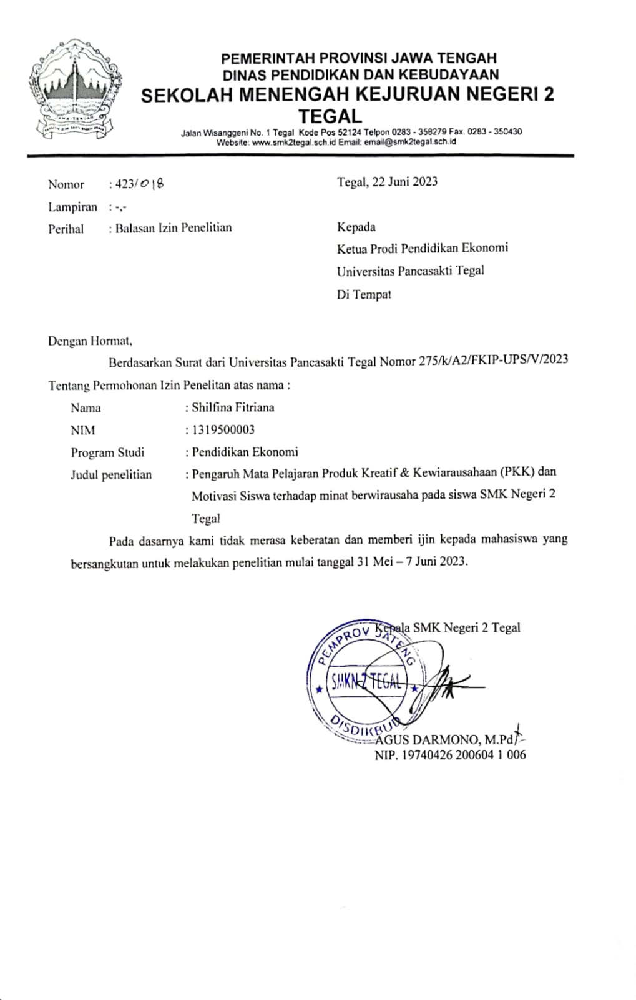 PEMERINTAH PROVINSI JAWA TENGAH
DINAS PENDIDIKAN DAN KEBUDAYAAN
SEKOLAH MENENGAH KEJURUAN NEGERI 2
TEGAL
Jalan Wisanggeni No. 1 Tegal Kode Pos 52124 Telpon 0283 - 358279 Fax. 0283 - 350430
Website: www.smk2tegal.sch.id Email: email@smk2tegal.sch.id
JAWA-TENGAH
Nomor : 423/018
Tegal, 22 Juni 2023
Lampiran : -,-
Perihal : Balasan Izin Penelitian
Kepada
Ketua Prodi Pendidikan Ekonomi
Universitas Pancasakti Tegal
Di Tempat
Dengan Hormat,
Berdasarkan Surat dari Universitas Pancasakti Tegal Nomor 275/k/A2/FKIP-UPS/V/2023
Tentang Permohonan Izin Penelitan atas nama :
Nama : Shilfina Fitriana
NIM : 1319500003
Program Studi : Pendidikan Ekonomi
Judul penelitian : Pengaruh Mata Pelajaran Produk Kreatif & Kewiarausahaan (PKK) dan
Motivasi Siswa terhadap minat berwirausaha pada siswa SMK Negeri 2
Tegal
Pada dasarnya kami tidak merasa keberatan dan memberi ijin kepada mahasiswa yang
bersangkutan untuk melakukan penelitian mulai tanggal 31 Mei – 7 Juni 2023.
Kepala SMK Negeri 2 Tegal
PEMPROV JATENG
SMKN-2 TEGAL
DISDIKBUD
AGUS DARMONO, M.Pd
NIP. 19740426 200604 1 006